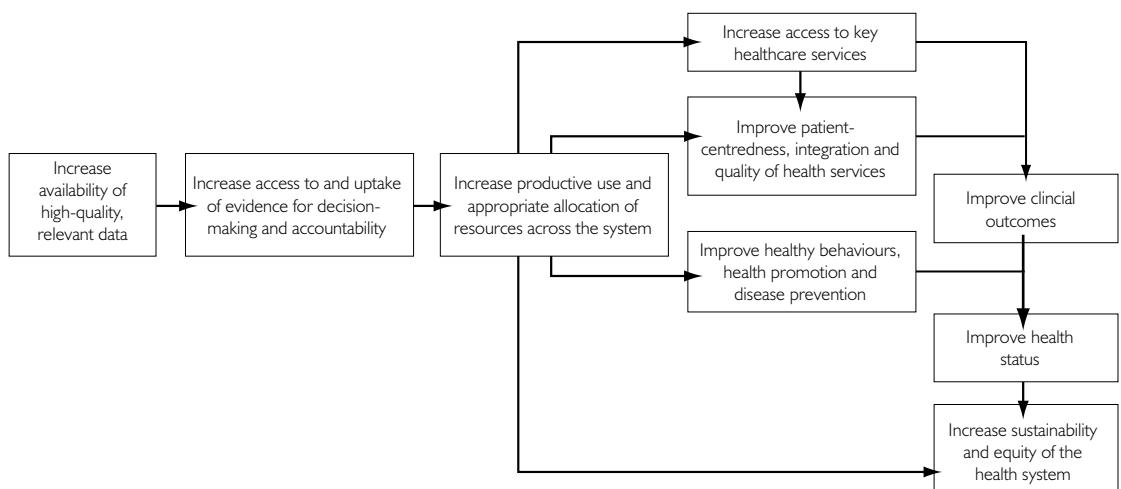 Increase
availability of
high-quality,
relevant data
Increase access to and uptake
of evidence for decision-
making and accountability
Increase productive use and
appropriate allocation of
resources across the system
Increase access to key
healthcare services
Improve patient-
centredness, integration and
quality of health services
Improve healthy behaviours,
health promotion and
disease prevention
Improve clincial
outcomes
Improve health
status
Increase sustainability
and equity of the
health system